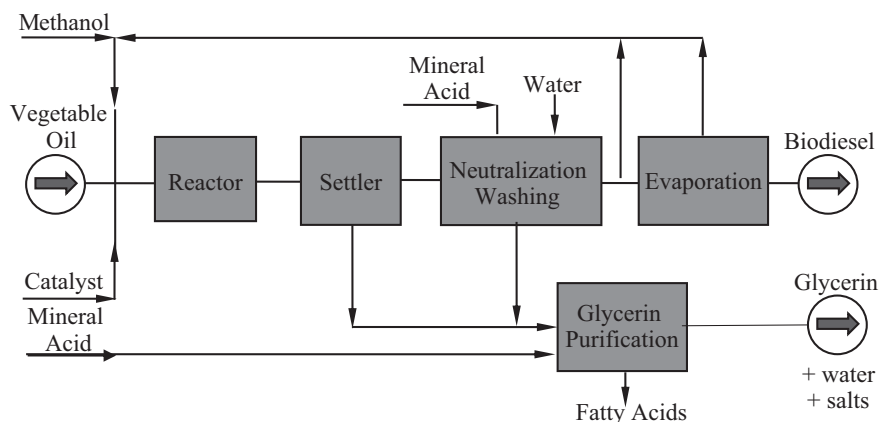 Methanol
Mineral
Acid
Water
Vegetable
Oil
Reactor
Settler
Neutralization
Washing
Evaporation
Biodiesel
Catalyst
Mineral
Acid
Glycerin
Purification
Glycerin
+ water
+ salts
Fatty Acids